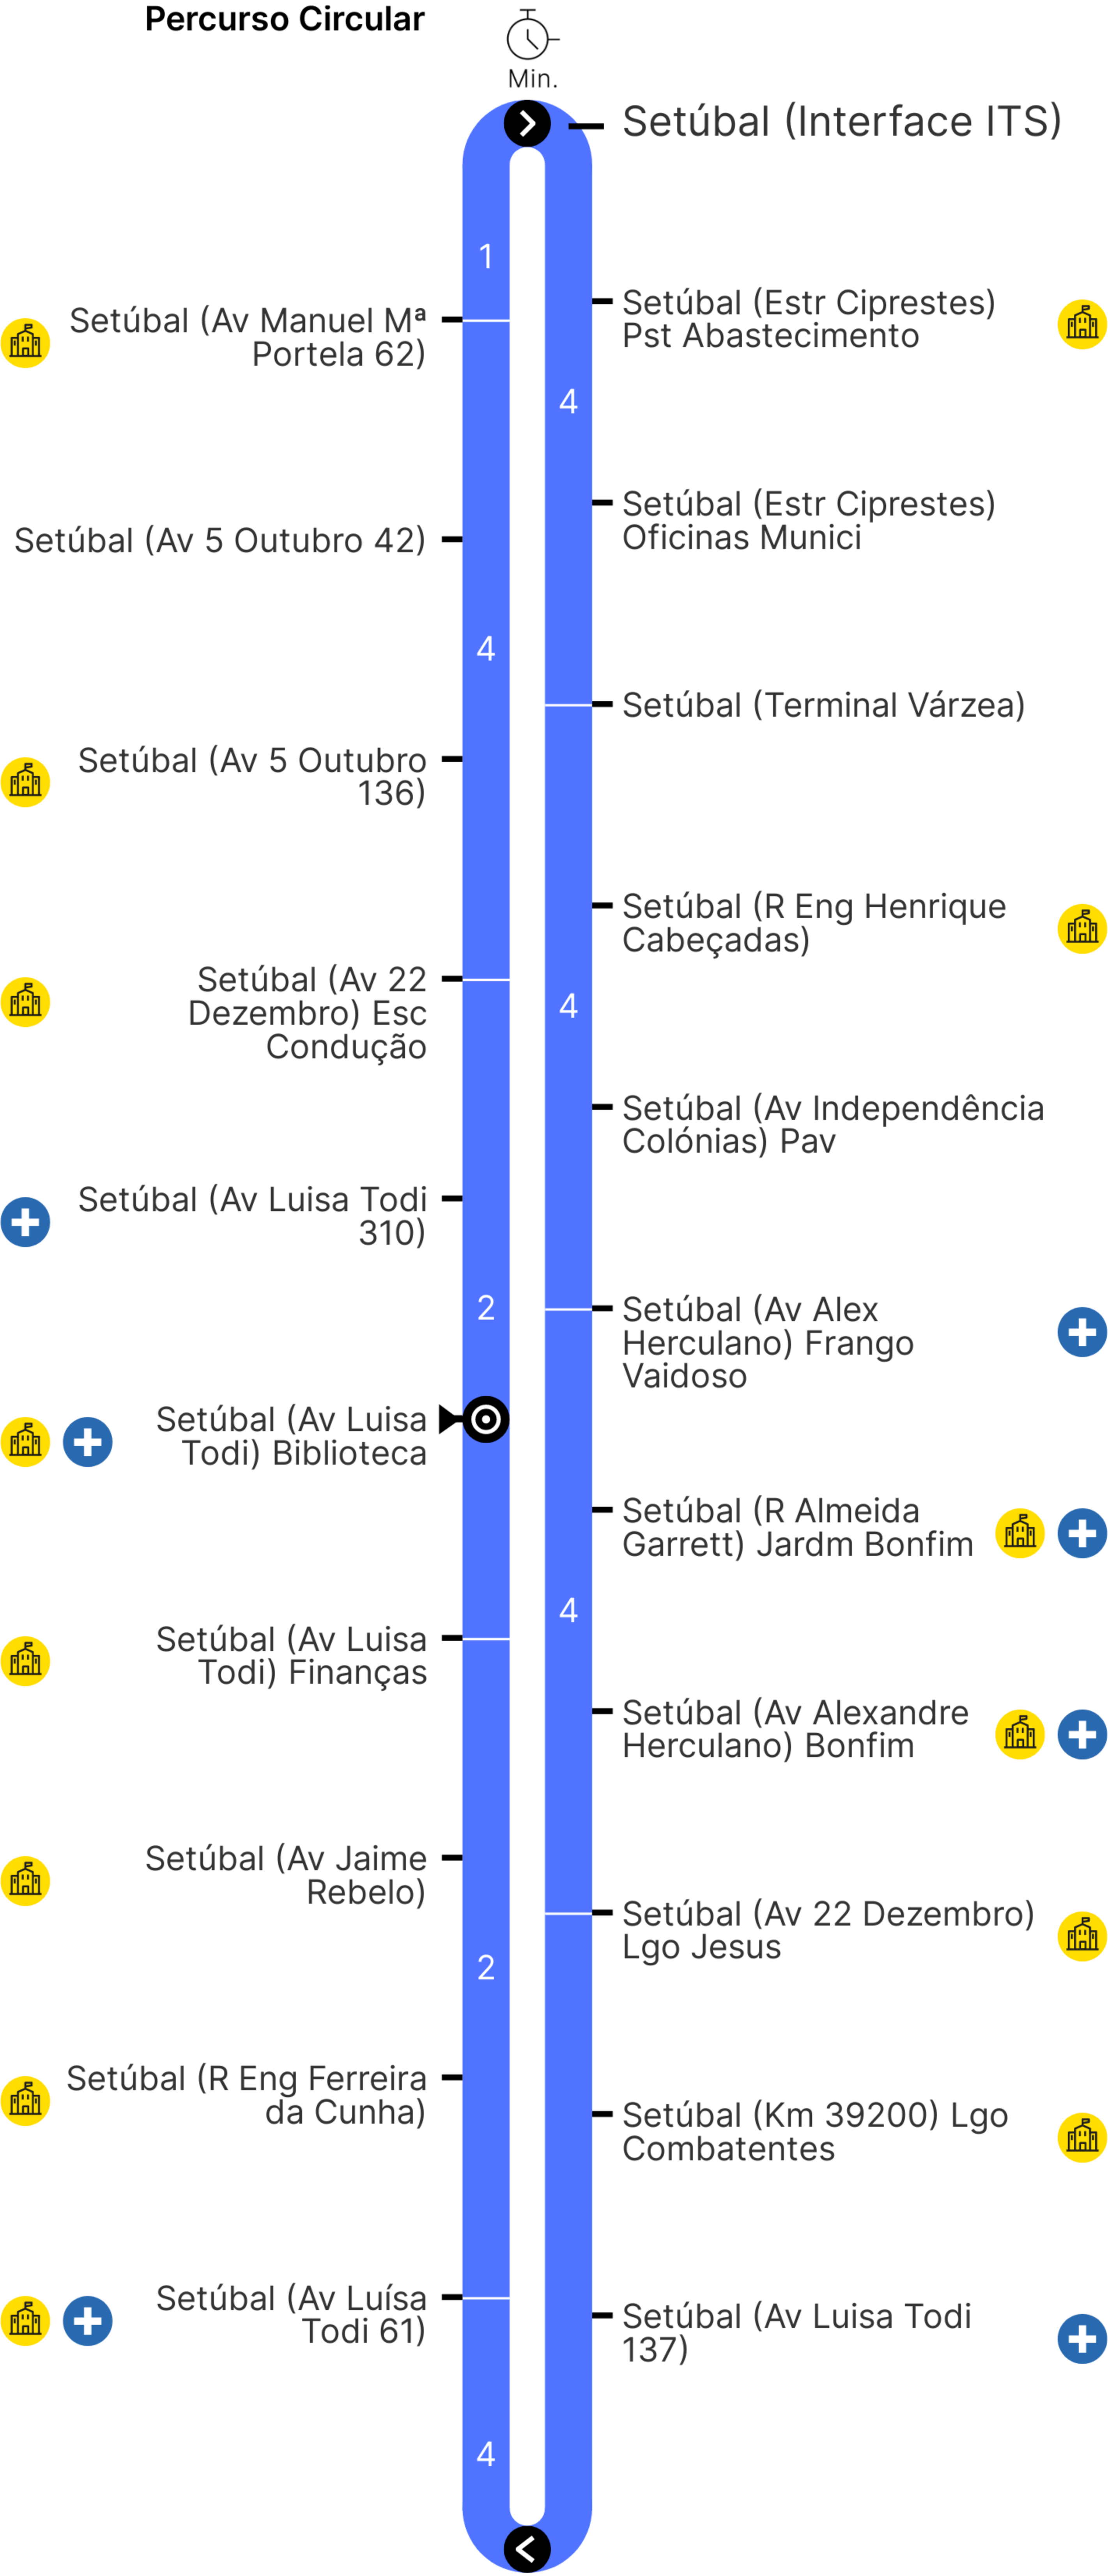 Percurso Circular
Min.
Setúbal (Interface ITS)
1
Setúbal (Estr Ciprestes)
Pst Abastecimento
Setúbal (Av Manuel Mª
Portela 62)
4
Setúbal (Estr Ciprestes)
Oficinas Munici
Setúbal (Av 5 Outubro 42)
4
Setúbal (Terminal Várzea)
Setúbal (Av 5 Outubro
136)
Setúbal (R Eng Henrique
Cabeçadas)
Setúbal (Av 22
Dezembro) Esc
Condução
4
Setúbal (Av Independência
Colónias) Pav
Setúbal (Av Luisa Todi
310)
2
Setúbal (Av Alex
Herculano) Frango
Vaidoso
Setúbal (Av Luisa
Todi) Biblioteca
Setúbal (R Almeida
Garrett) Jardm Bonfim
4
Setúbal (Av Luisa
Todi) Finanças
Setúbal (Av Alexandre
Herculano) Bonfim
Setúbal (Av Jaime
Rebelo)
Setúbal (Av 22 Dezembro)
Lgo Jesus
2
Setúbal (R Eng Ferreira
da Cunha)
Setúbal (Km 39200) Lgo
Combatentes
Setúbal (Av Luísa
Todi 61)
Setúbal (Av Luisa Todi
137)
4